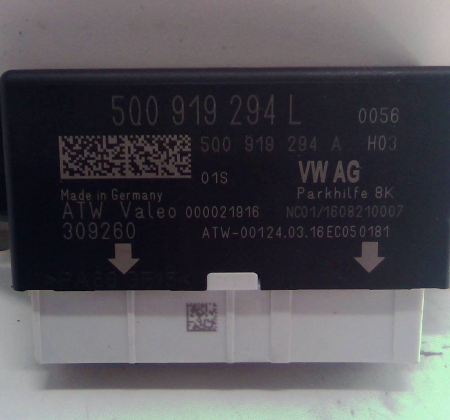 5Q0 919 294 L 0056
5Q0 919 294 A H03
01S VW AG
Made in Germany Parkhilfe 8K
ATW Valeo 000021916 NC01/1608210007
309260 ATW-00124.03.16EC050181